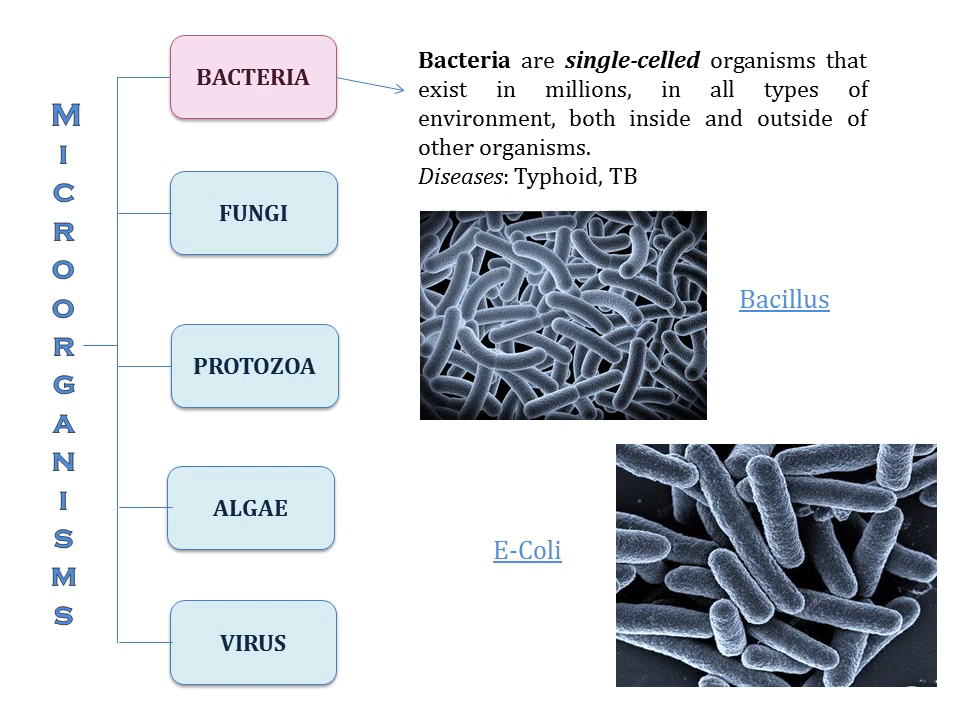 MICROORGANISMS
BACTERIA
FUNGI
PROTOZOA
ALGAE
VIRUS
Bacteria are single-celled organisms that
exist in millions, in all types of
environment, both inside and outside of
other organisms.
Diseases: Typhoid, TB
Bacillus
E-Coli